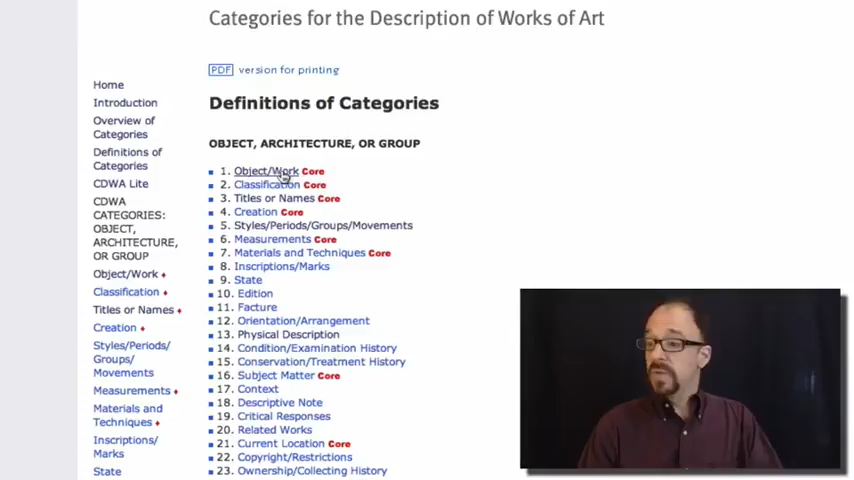 Categories for the Description of Works of Art
PDF version for printing
Definitions of Categories
OBJECT, ARCHITECTURE, OR GROUP
1. Object/Work Core
2. Classification Core
3. Titles or Names Core
4. Creation Core
5. Styles/Periods/Groups/Movements
6. Measurements Core
7. Materials and Techniques Core
8. Inscriptions/Marks
9. State
10. Edition
11. Facture
12. Orientation/Arrangement
13. Physical Description
14. Condition/Examination History
15. Conservation/Treatment History
16. Subject Matter Core
17. Context
18. Descriptive Note
19. Critical Responses
20. Related Works
21. Current Location Core
22. Copyright/Restrictions
23. Ownership/Collecting History
Home
Introduction
Overview of
Categories
Definitions of
Categories
CDWA Lite
CDWA
CATEGORIES:
OBJECT,
ARCHITECTURE,
OR GROUP
Object/Work
Classification
Titles or Names
Creation
Styles/Periods/
Groups/
Movements
Measurements
Materials and
Techniques
Inscriptions/
Marks
State